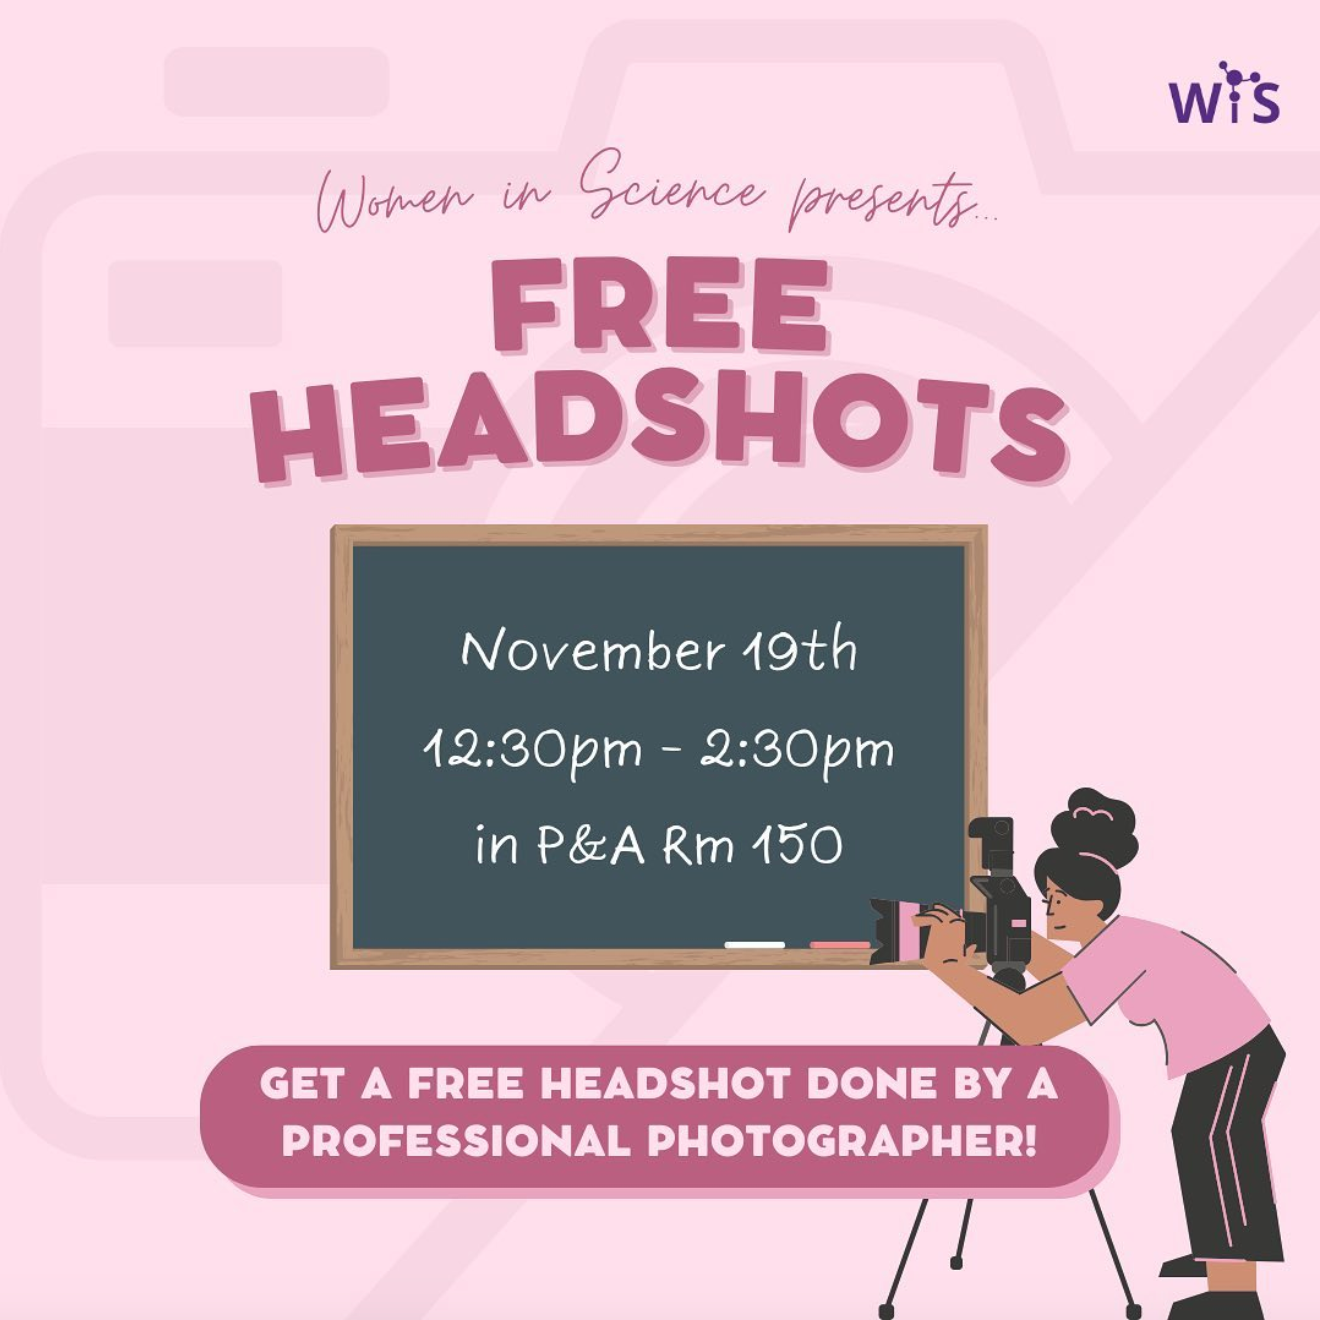 WiS
Women in Science presents...
FREE
HEADSHOTS
November 19th
12:30pm - 2:30pm
in P&A Rm 150
GET A FREE HEADSHOT DONE BY A
PROFESSIONAL PHOTOGRAPHER!